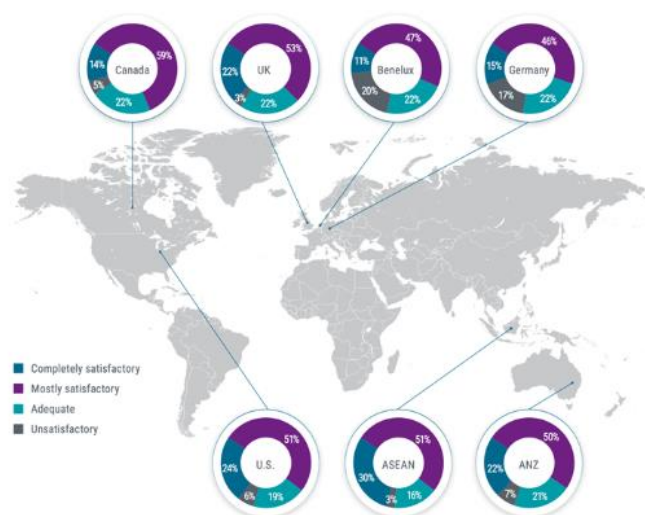 59%
14%
Canada
5%
22%
53%
22%
UK
3%
22%
47%
11%
Benelux
20%
22%
46%
15%
Germany
17%
22%
Completely satisfactory
Mostly satisfactory
Adequate
Unsatisfactory
51%
24%
U.S.
6%
19%
51%
30%
ASEAN
3%
16%
50%
22%
ANZ
7%
21%